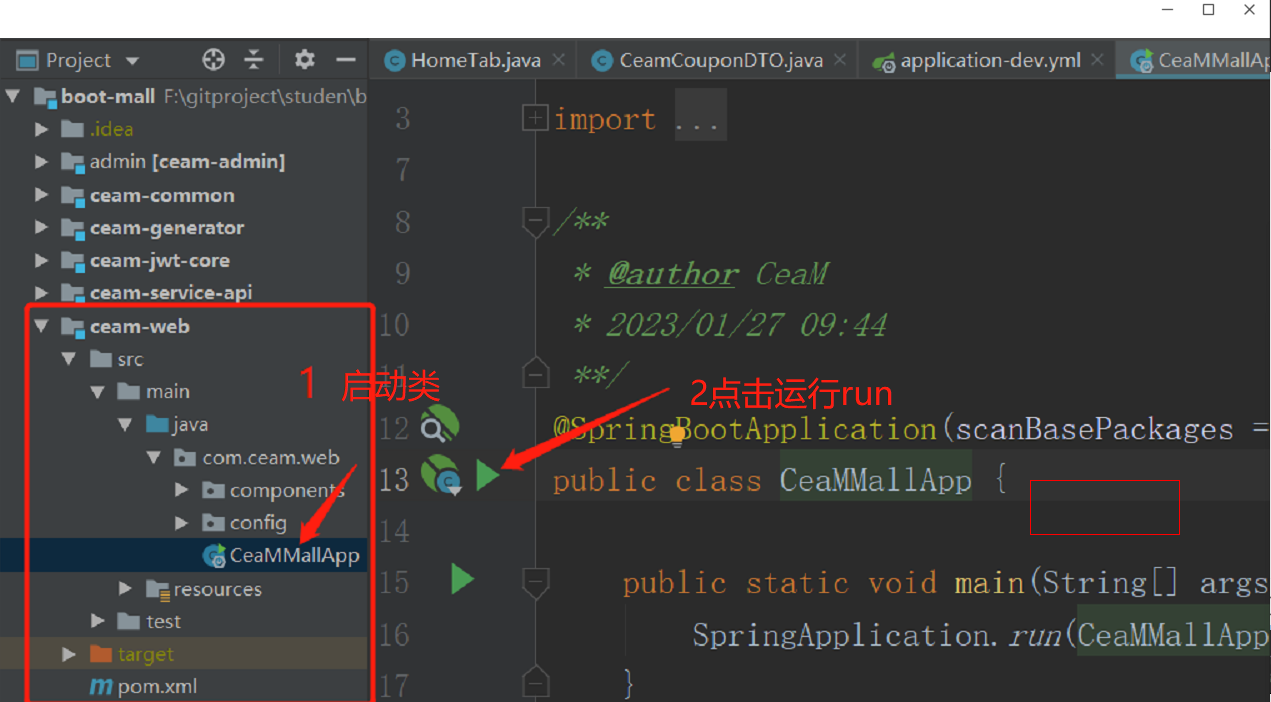 Project
HomeTab.java
CeamCouponDTO.java
application-dev.yml
CeaMMallAp
boot-mall F:\gitproject\studen\b
.idea
admin [ceam-admin]
ceam-common
ceam-generator
ceam-jwt-core
ceam-service-api
ceam-web
src
main
java
com.ceam.web
components
config
CeaMMallApp
resources
test
target
pom.xml
1 启动类
2点击运行run
3 import ...
7
8 /**
9 * @author CeaM
10 * 2023/01/27 09:44
11 **/
12 @SpringBootApplication(scanBasePackages =
13 public class CeaMMallApp {
14
15 public static void main(String[] args
16 SpringApplication.run(CeaMMallApp
17 }